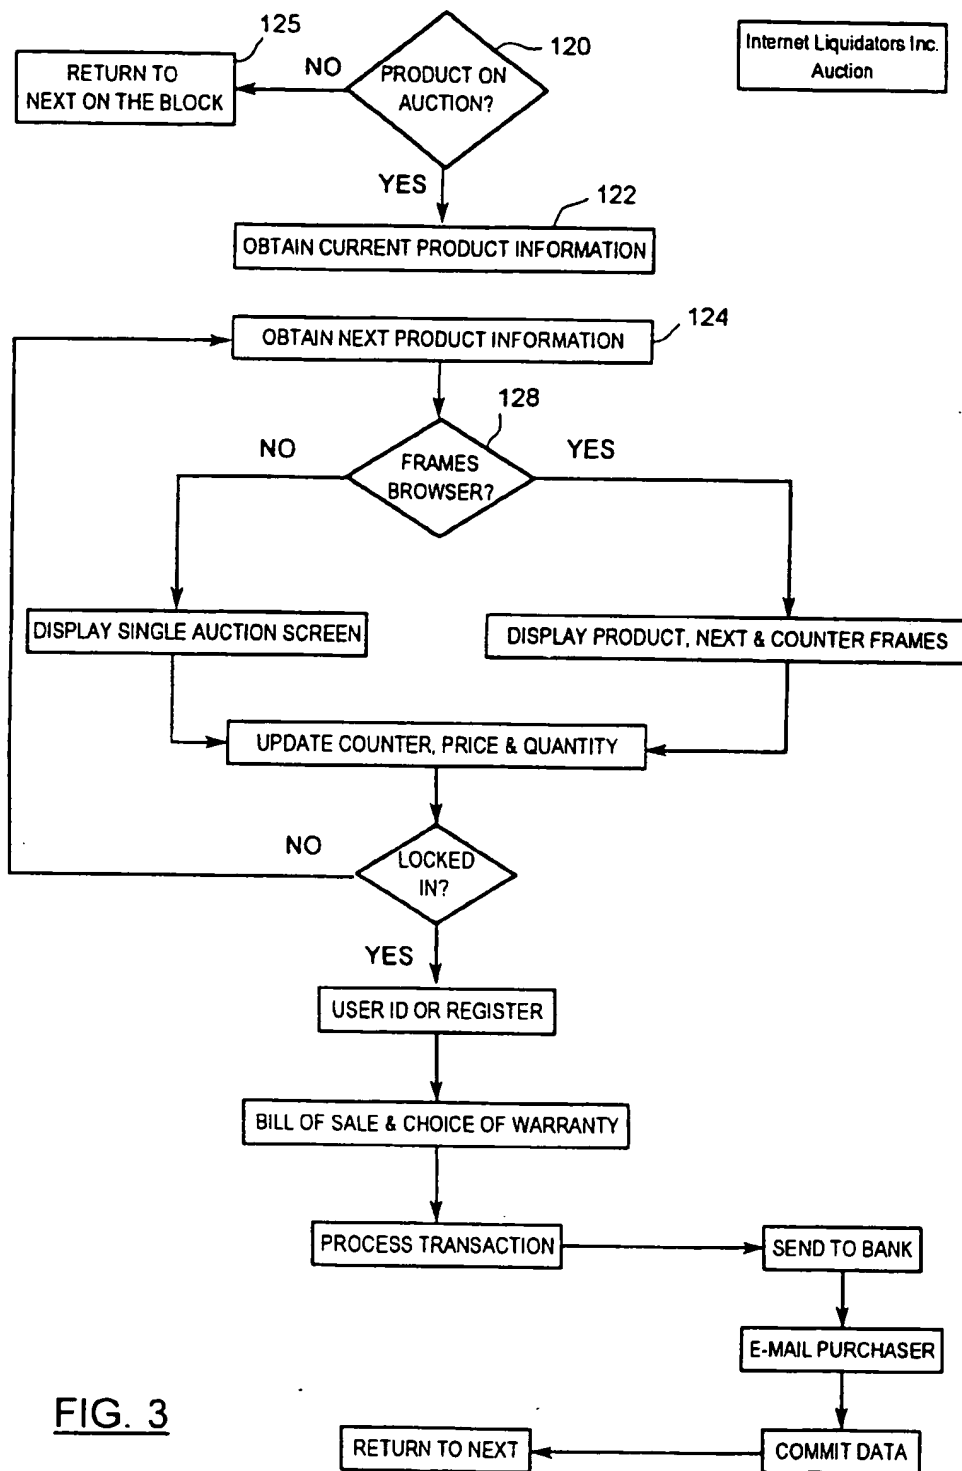 125
120
Internet Liquidators Inc.
Auction
RETURN TO
NEXT ON THE BLOCK
NO
PRODUCT ON
AUCTION?
YES
122
OBTAIN CURRENT PRODUCT INFORMATION
124
OBTAIN NEXT PRODUCT INFORMATION
128
NO
FRAMES
BROWSER?
YES
DISPLAY SINGLE AUCTION SCREEN
DISPLAY PRODUCT, NEXT & COUNTER FRAMES
UPDATE COUNTER, PRICE & QUANTITY
NO
LOCKED
IN?
YES
USER ID OR REGISTER
BILL OF SALE & CHOICE OF WARRANTY
PROCESS TRANSACTION
SEND TO BANK
E-MAIL PURCHASER
FIG. 3
RETURN TO NEXT
COMMIT DATA